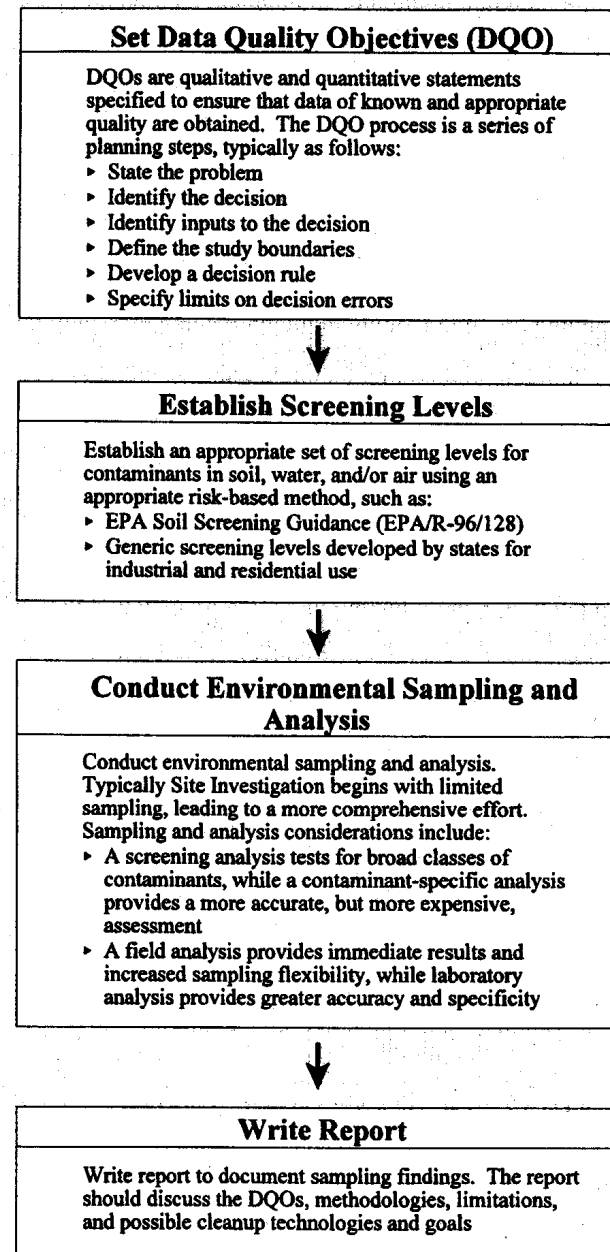 Set Data Quality Objectives (DQO)
DQOs are qualitative and quantitative statements
specified to ensure that data of known and appropriate
quality are obtained. The DQO process is a series of
planning steps, typically as follows:
▸ State the problem
▸ Identify the decision
▸ Identify inputs to the decision
▸ Define the study boundaries
▸ Develop a decision rule
▸ Specify limits on decision errors
Establish Screening Levels
Establish an appropriate set of screening levels for
contaminants in soil, water, and/or air using an
appropriate risk-based method, such as:
▸ EPA Soil Screening Guidance (EPA/R-96/128)
▸ Generic screening levels developed by states for
industrial and residential use
Conduct Environmental Sampling and
Analysis
Conduct environmental sampling and analysis.
Typically Site Investigation begins with limited
sampling, leading to a more comprehensive effort.
Sampling and analysis considerations include:
▸ A screening analysis tests for broad classes of
contaminants, while a contaminant-specific analysis
provides a more accurate, but more expensive,
assessment
▸ A field analysis provides immediate results and
increased sampling flexibility, while laboratory
analysis provides greater accuracy and specificity
Write Report
Write report to document sampling findings. The report
should discuss the DQOs, methodologies, limitations,
and possible cleanup technologies and goals